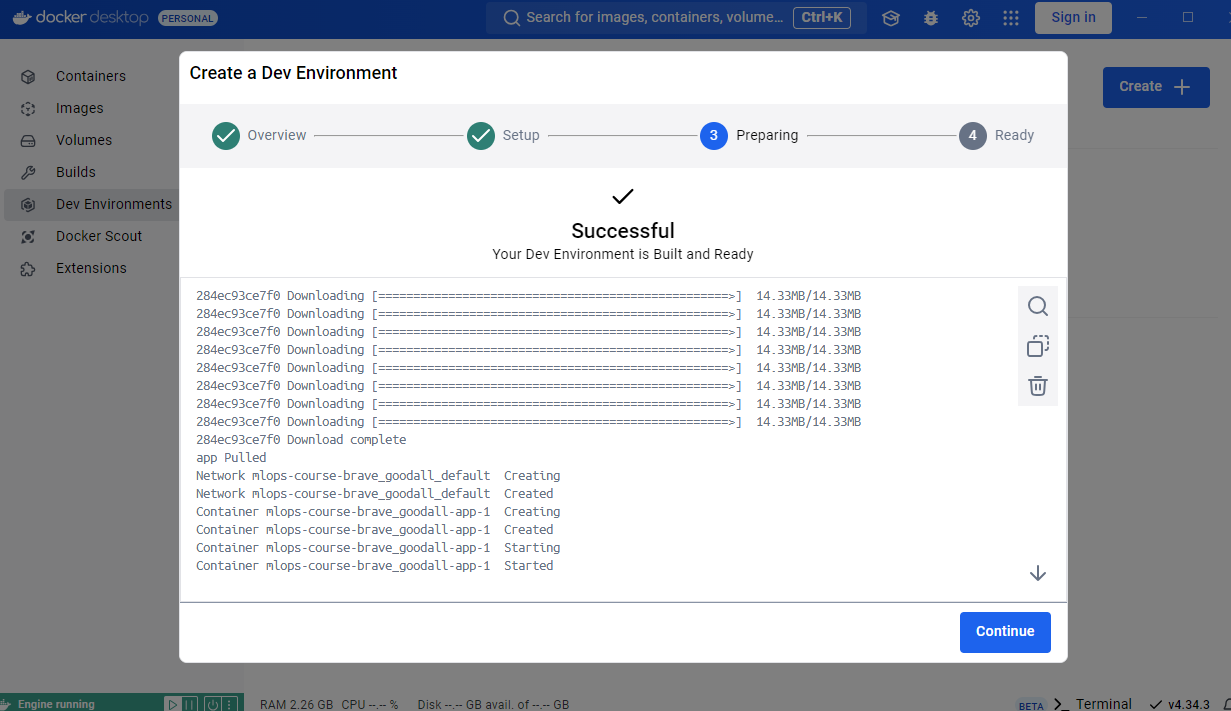 docker desktop PERSONAL
Search for images, containers, volume... Ctrl+K
Sign in
Containers
Images
Volumes
Builds
Dev Environments
Docker Scout
Extensions
Create
Create a Dev Environment
Overview
Setup
3 Preparing
4 Ready
Successful
Your Dev Environment is Built and Ready
284ec93ce7f0 Downloading [==================================================>]  14.33MB/14.33MB
284ec93ce7f0 Downloading [==================================================>]  14.33MB/14.33MB
284ec93ce7f0 Downloading [==================================================>]  14.33MB/14.33MB
284ec93ce7f0 Downloading [==================================================>]  14.33MB/14.33MB
284ec93ce7f0 Downloading [==================================================>]  14.33MB/14.33MB
284ec93ce7f0 Downloading [==================================================>]  14.33MB/14.33MB
284ec93ce7f0 Downloading [==================================================>]  14.33MB/14.33MB
284ec93ce7f0 Downloading [==================================================>]  14.33MB/14.33MB
284ec93ce7f0 Download complete
app Pulled
Network mlops-course-brave_goodall_default  Creating
Network mlops-course-brave_goodall_default  Created
Container mlops-course-brave_goodall-app-1  Creating
Container mlops-course-brave_goodall-app-1  Created
Container mlops-course-brave_goodall-app-1  Starting
Container mlops-course-brave_goodall-app-1  Started
Continue
Engine running
RAM 2.26 GB CPU --.-- % Disk --.-- GB avail. of --.-- GB
BETA >_ Terminal
v4.34.3